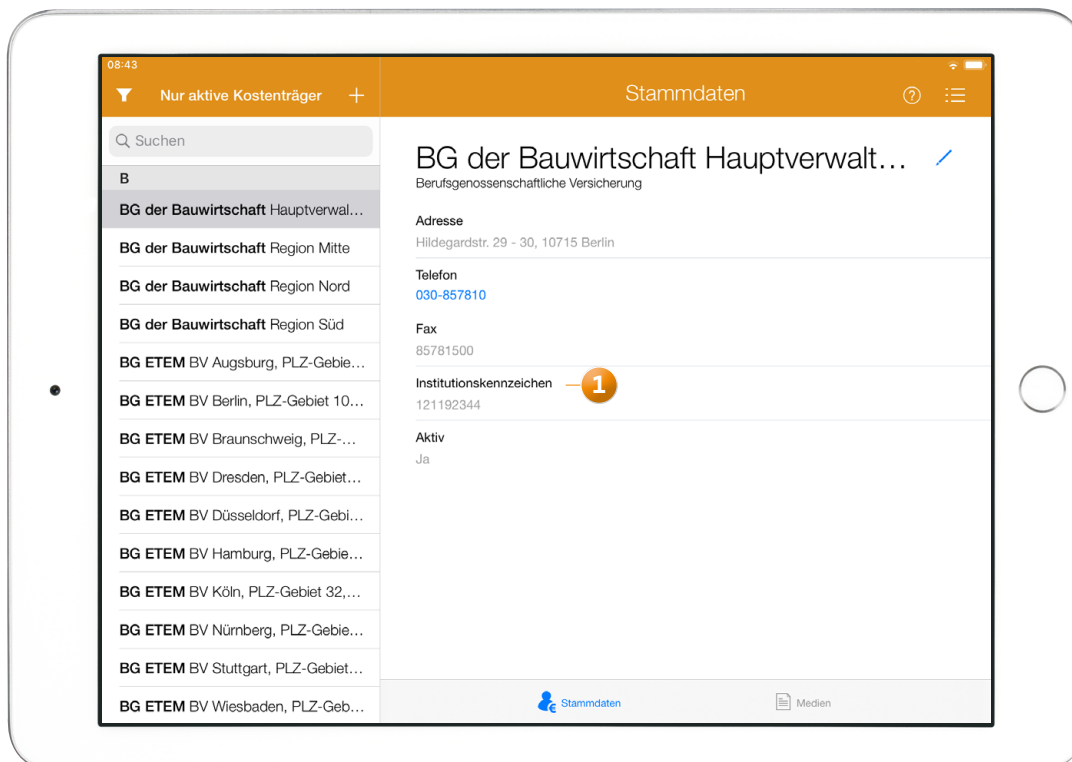 08:43
Nur aktive Kostenträger
Stammdaten
Suchen
B
BG der Bauwirtschaft Hauptverwal...
BG der Bauwirtschaft Region Mitte
BG der Bauwirtschaft Region Nord
BG der Bauwirtschaft Region Süd
BG ETEM BV Augsburg, PLZ-Gebie...
BG ETEM BV Berlin, PLZ-Gebiet 10...
BG ETEM BV Braunschweig, PLZ-...
BG ETEM BV Dresden, PLZ-Gebiet...
BG ETEM BV Düsseldorf, PLZ-Gebi...
BG ETEM BV Hamburg, PLZ-Gebie...
BG ETEM BV Köln, PLZ-Gebiet 32,...
BG ETEM BV Nürnberg, PLZ-Gebie...
BG ETEM BV Stuttgart, PLZ-Gebiet...
BG ETEM BV Wiesbaden, PLZ-Geb...
BG der Bauwirtschaft Hauptverwalt...
Berufsgenossenschaftliche Versicherung
Adresse
Hildegardstr. 29 - 30, 10715 Berlin
Telefon
030-857810
Fax
85781500
Institutionskennzeichen 1
121192344
Aktiv
Ja
Stammdaten
Medien